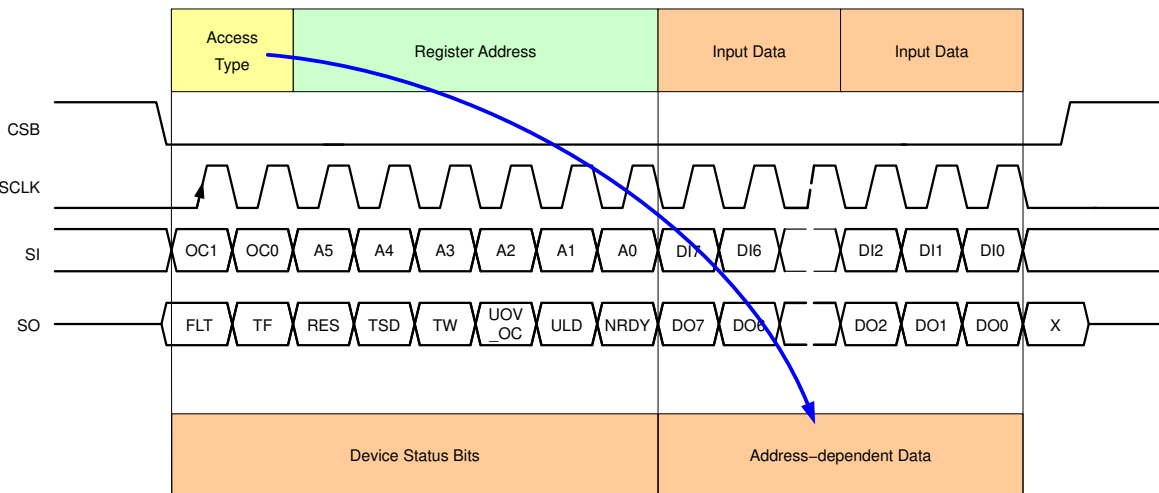 Access
Type
Register Address
Input Data
Input Data
CSB
SCLK
SI
OC1
OC0
A5
A4
A3
A2
A1
A0
DI7
DI6
DI2
DI1
DI0
SO
FLT
TF
RES
TSD
TW
UOV
_OC
ULD
NRDY
DO7
DO6
DO2
DO1
DO0
X
Device Status Bits
Address−dependent Data